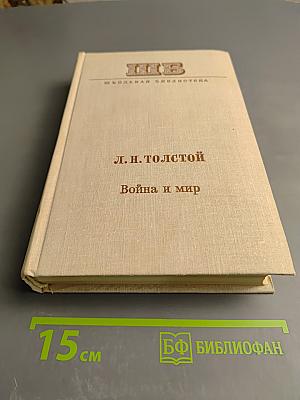 ШБ
ШКОЛЬНАЯ БИБЛИОТЕКА
Л.Н.ТОЛСТОЙ
Война и мир
15 см
БФ БИБЛИОФАН